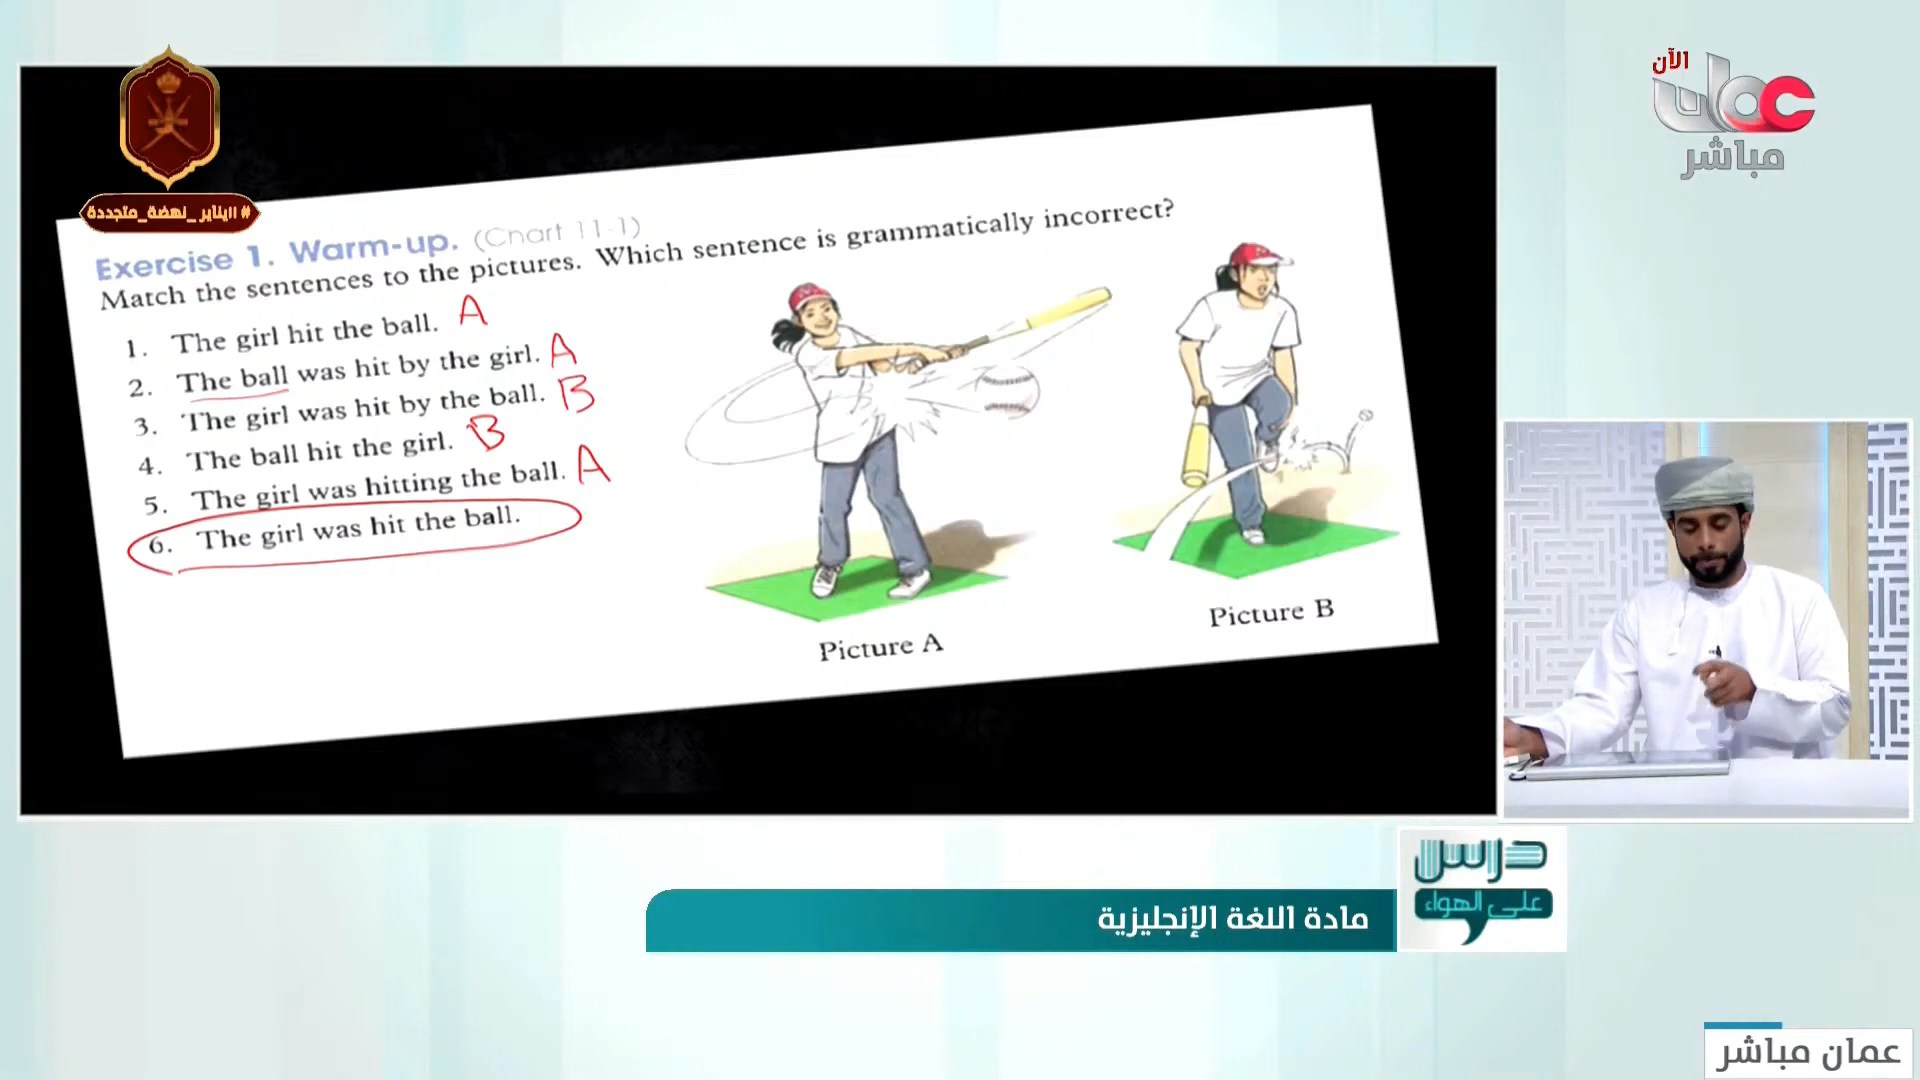 الآن
عمان
مباشر
# ١١يناير_نهضة_متجددة
Exercise 1. Warm-up. (Chart 11-1)
Match the sentences to the pictures. Which sentence is grammatically incorrect?
1. The girl hit the ball. A
2. The ball was hit by the girl. A
3. The girl was hit by the ball. B
4. The ball hit the girl. B
5. The girl was hitting the ball. A
6. The girl was hit the ball.
Picture A
Picture B
درس
على الهواء
مادة اللغة الإنجليزية
عمان مباشر